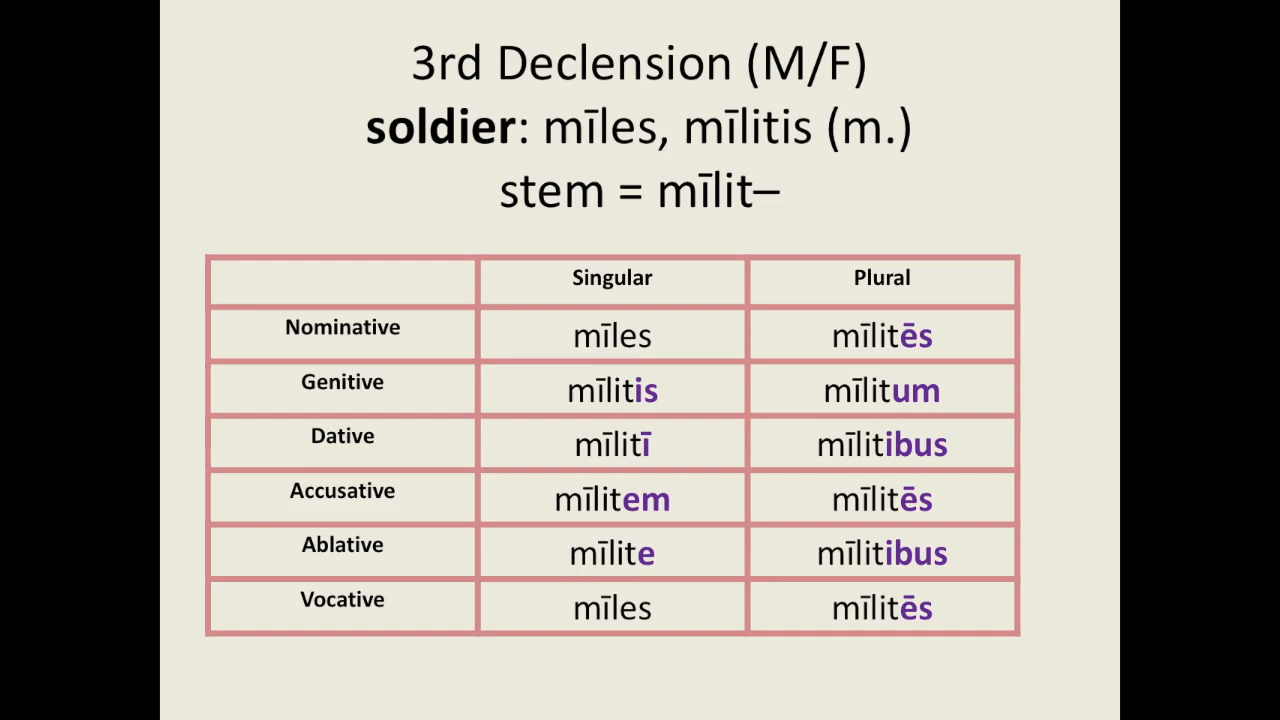 3rd Declension (M/F)
soldier: mīles, mīlitis (m.)
stem = mīlit–
Singular Plural
Nominative mīles mīlitēs
Genitive mīlitis mīlitum
Dative mīlitī mīlitibus
Accusative mīlitem mīlitēs
Ablative mīlite mīlitibus
Vocative mīles mīlitēs